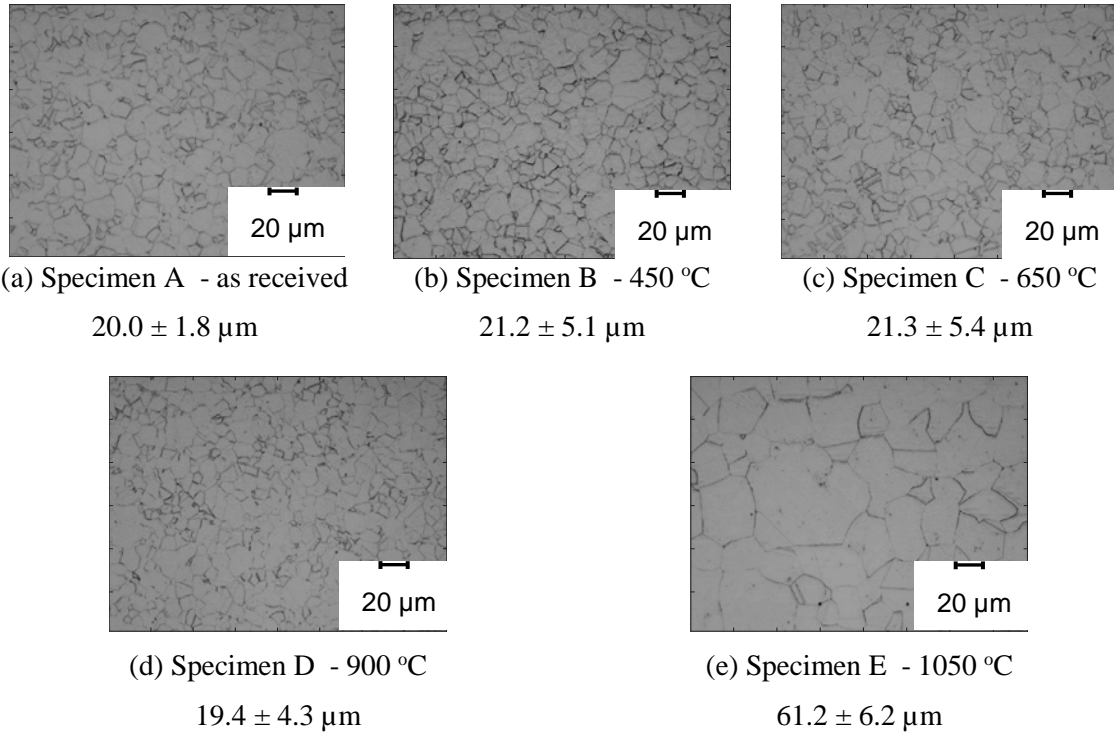 20 μm
20 μm
20 μm
(a) Specimen A - as received
(b) Specimen B - 450 °C
(c) Specimen C - 650 °C
20.0 ± 1.8 μm
21.2 ± 5.1 μm
21.3 ± 5.4 μm
20 μm
20 μm
(d) Specimen D - 900 °C
(e) Specimen E - 1050 °C
19.4 ± 4.3 μm
61.2 ± 6.2 μm